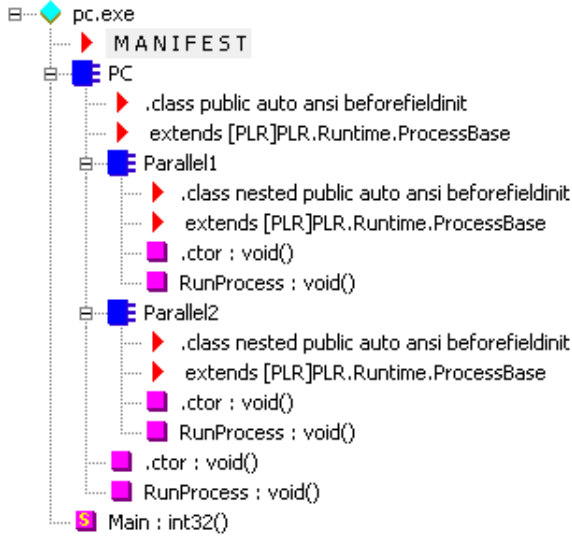 pc.exe
MANIFEST
PC
.class public auto ansi beforefieldinit
extends [PLR]PLR.Runtime.ProcessBase
Parallel1
.class nested public auto ansi beforefieldinit
extends [PLR]PLR.Runtime.ProcessBase
.ctor : void()
RunProcess : void()
Parallel2
.class nested public auto ansi beforefieldinit
extends [PLR]PLR.Runtime.ProcessBase
.ctor : void()
RunProcess : void()
.ctor : void()
RunProcess : void()
S Main : int32()